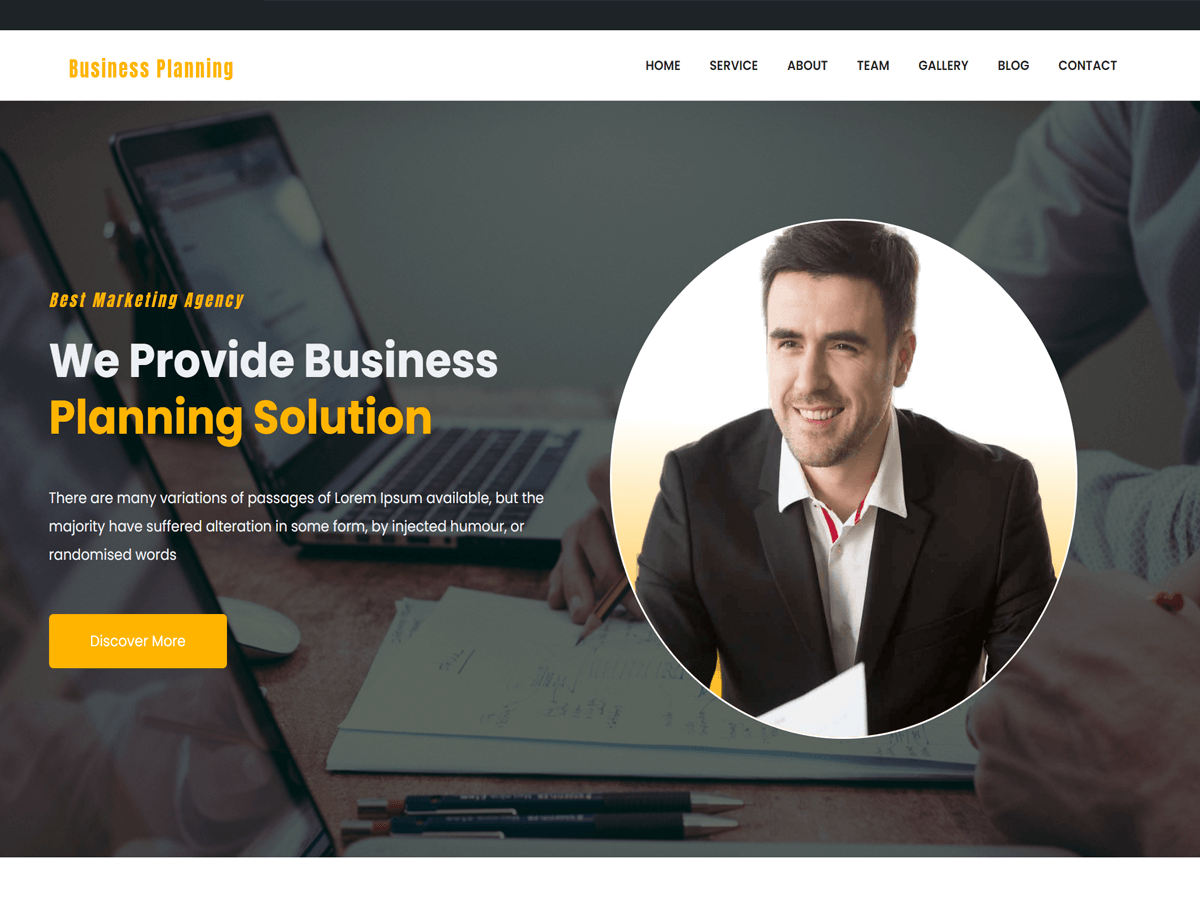 Business Planning
HOME SERVICE ABOUT TEAM GALLERY BLOG CONTACT
Best Marketing Agency
We Provide Business
Planning Solution
There are many variations of passages of Lorem Ipsum available, but the
majority have suffered alteration in some form, by injected humour, or
randomised words
Discover More